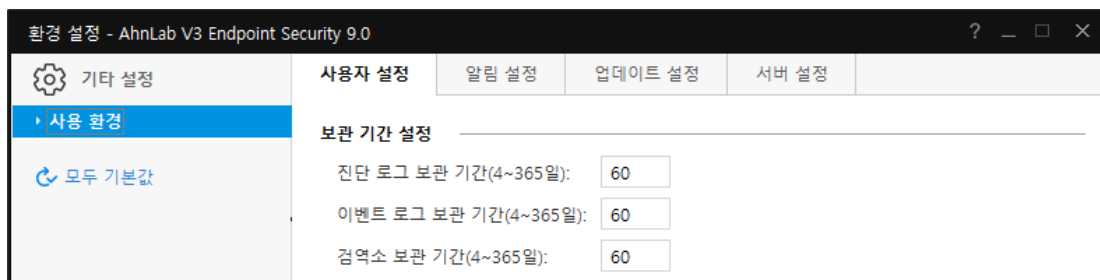 환경 설정 - AhnLab V3 Endpoint Security 9.0
기타 설정
사용 환경
모두 기본값
사용자 설정 알림 설정 업데이트 설정 서버 설정
보관 기간 설정
진단 로그 보관 기간(4~365일): 60
이벤트 로그 보관 기간(4~365일): 60
검역소 보관 기간(4~365일): 60